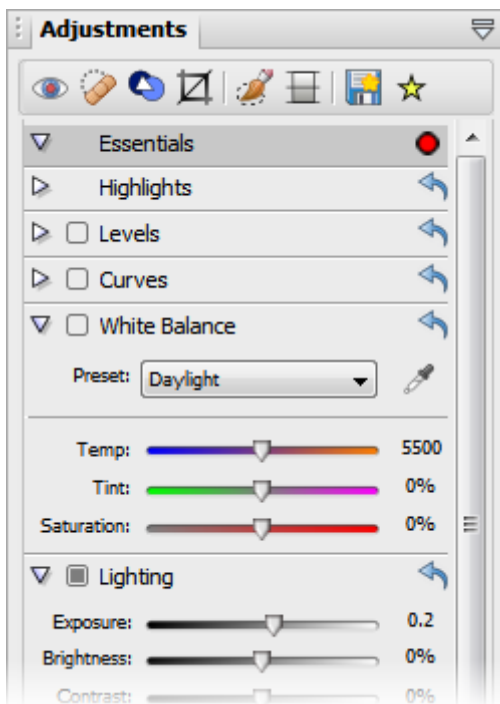 Adjustments
Essentials
Highlights
Levels
Curves
White Balance
Preset: Daylight
Temp: 5500
Tint: 0%
Saturation: 0%
Lighting
Exposure: 0.2
Brightness: 0%
Contrast: 0%